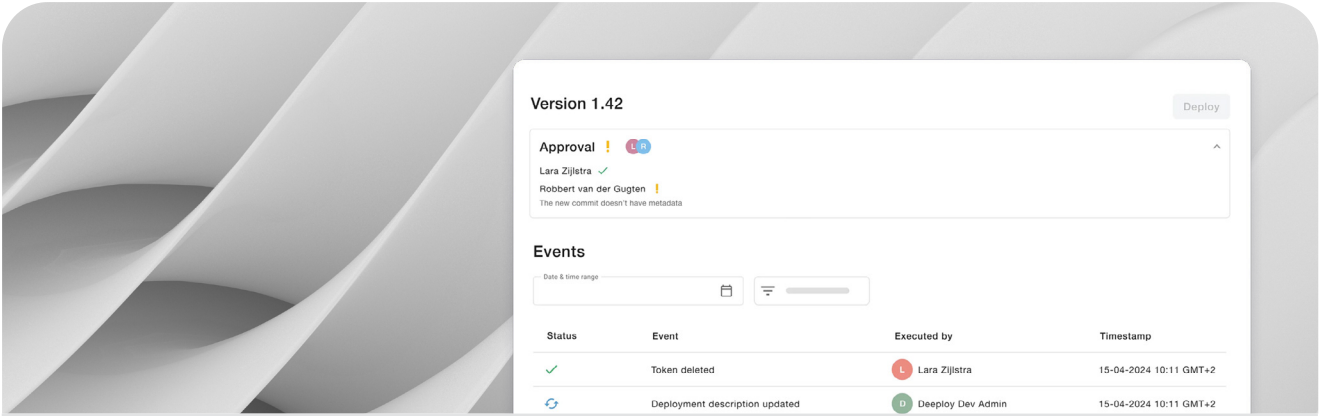 Version 1.42
Deploy
Approval ! L R
Lara Zijlstra
Robbert van der Gugten !
The new commit doesn't have metadata
Events
Date & time range
Status Event Executed by Timestamp
Token deleted L Lara Zijlstra 15-04-2024 10:11 GMT+2
Deployment description updated D Deeploy Dev Admin 15-04-2024 10:11 GMT+2